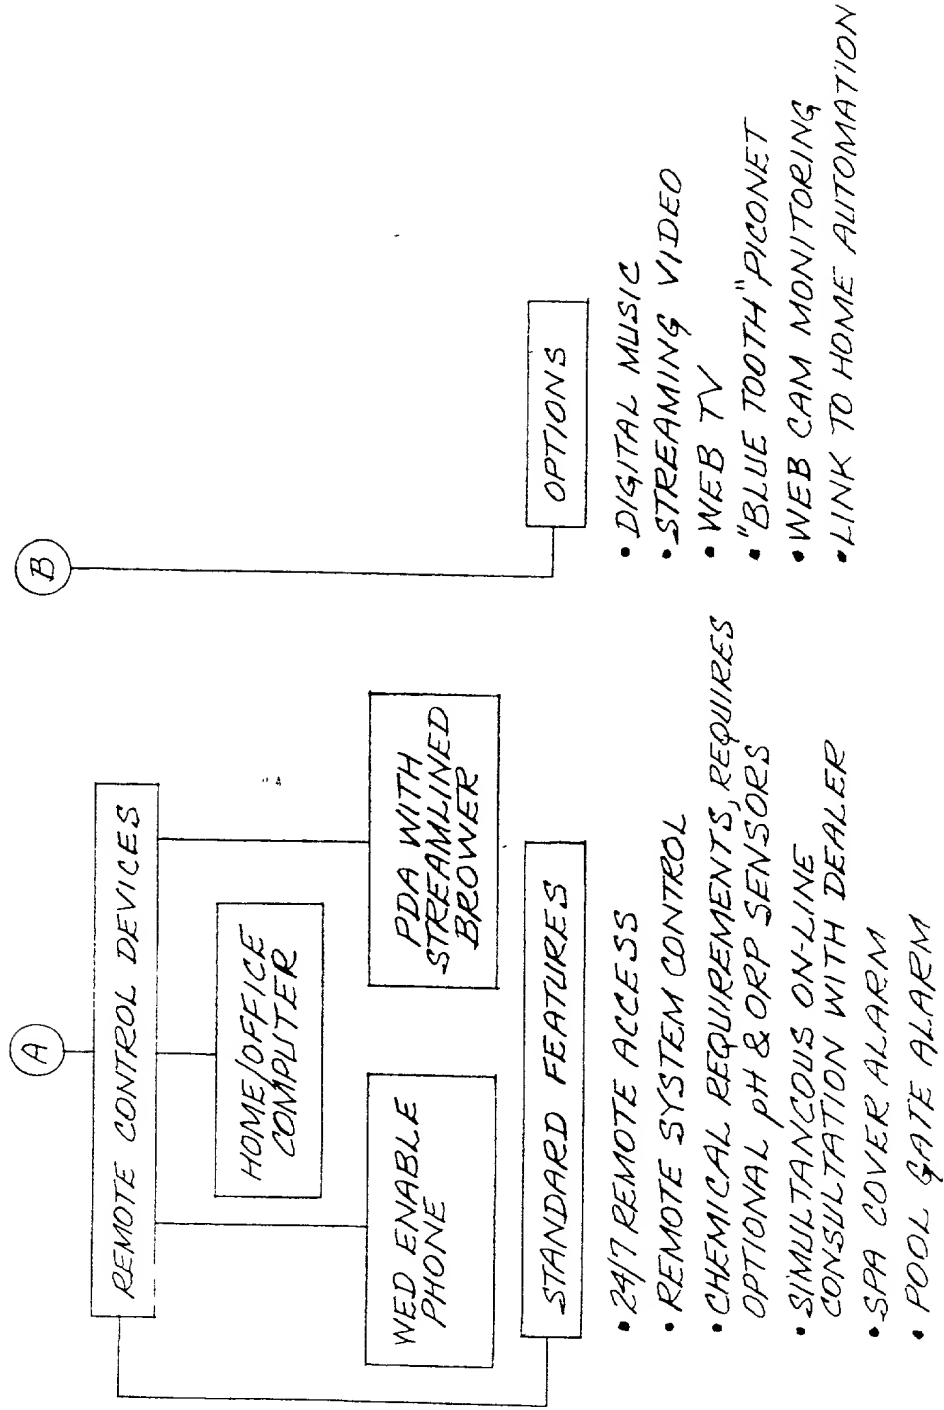 A
REMOTE CONTROL DEVICES
HOME/OFFICE
COMPUTER
WED ENABLE
PHONE
PDA WITH
STREAMLINED
BROWER
STANDARD FEATURES
• 24/7 REMOTE ACCESS
• REMOTE SYSTEM CONTROL
• CHEMICAL REQUIREMENTS, REQUIRES
OPTIONAL pH & ORP SENSORS
• SIMULTANCOUS ON-LINE
CONSULTATION WITH DEALER
• SPA COVER ALARM
• POOL GATE ALARM
B
OPTIONS
• DIGITAL MUSIC
• STREAMING VIDEO
• WEB TV
• "BLUE TOOTH" PICONET
• WEB CAM MONITORING
• LINK TO HOME AUTOMATION